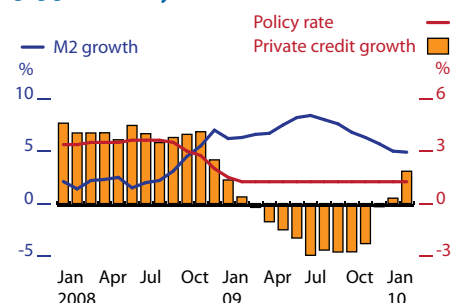 Policy rate
M2 growth
Private credit growth
% %
10 6
5 3
0 0
-5 -3
Jan Apr Jul Oct Jan Apr Jul Oct Jan
2008 09 10